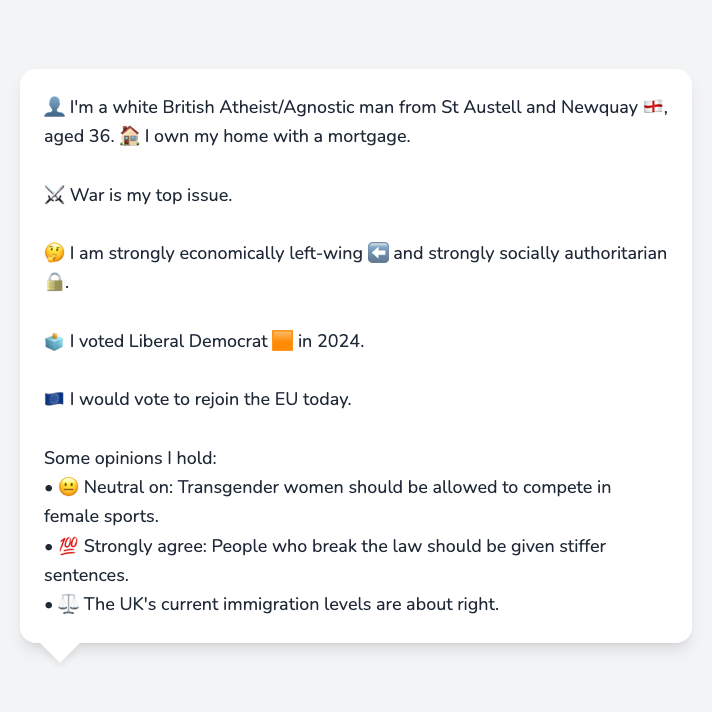 👤 I'm a white British Atheist/Agnostic man from St Austell and Newquay 🏴󠁧󠁢󠁥󠁮󠁧󠁿,
aged 36. 🏠 I own my home with a mortgage.
⚔️ War is my top issue.
🤔 I am strongly economically left-wing ⬅️ and strongly socially authoritarian
🔒.
🗳️ I voted Liberal Democrat 🟧 in 2024.
🇪🇺 I would vote to rejoin the EU today.
Some opinions I hold:
• 😐 Neutral on: Transgender women should be allowed to compete in
female sports.
• 💯 Strongly agree: People who break the law should be given stiffer
sentences.
• ⚖️ The UK's current immigration levels are about right.